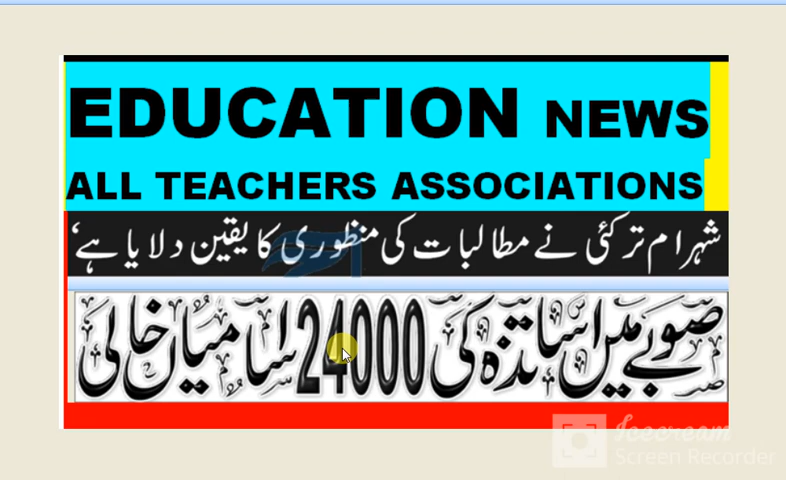 EDUCATION NEWS
ALL TEACHERS ASSOCIATIONS
شہرام ترکئی نے مطالبات کی منظوری کا یقین دلایا ہے‘
صوبے میں اساتذہ کی 24000 اسامیاں خالی
Icecream
Screen Recorder